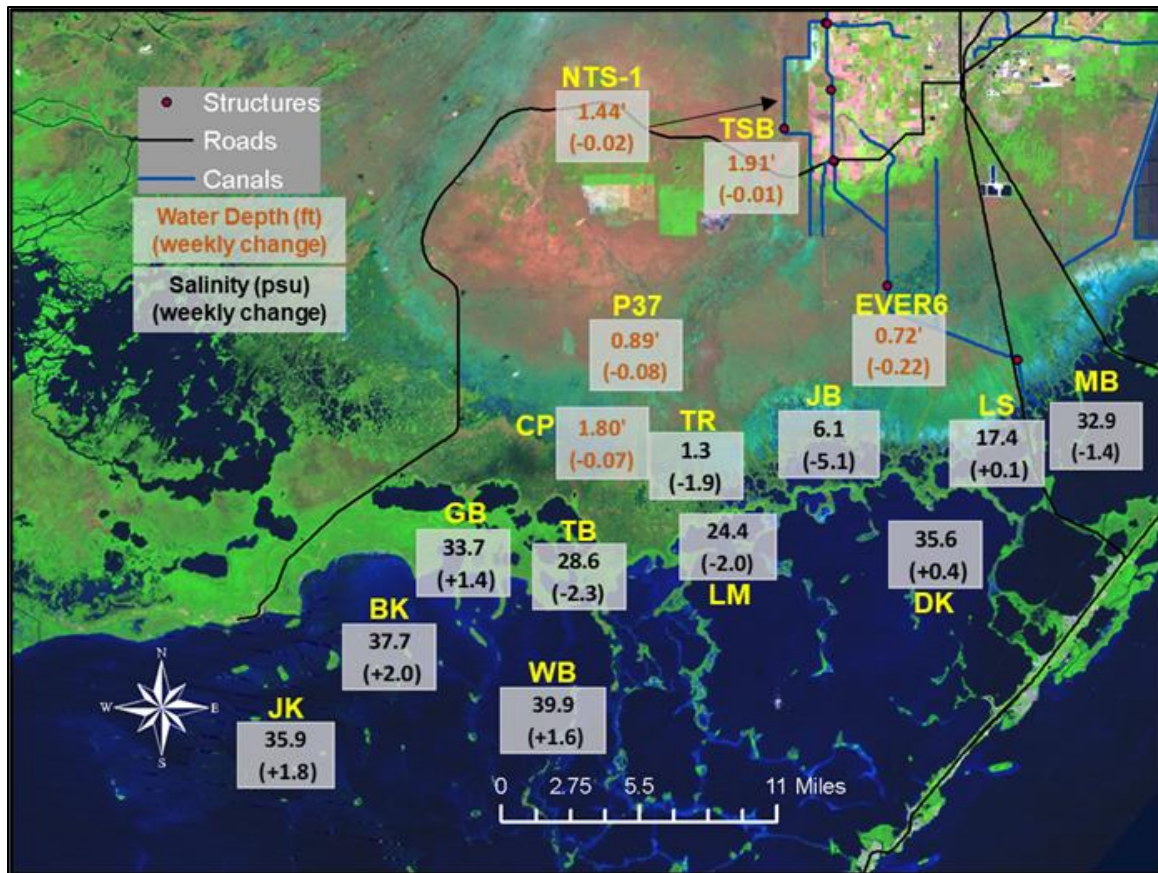 NTS-1
1.44'
(-0.02)
TSB
1.91'
(-0.01)
Structures
Roads
Canals
Water Depth (ft)
(weekly change)
Salinity (psu)
(weekly change)
P37
0.89'
(-0.08)
EVER6
0.72'
(-0.22)
CP
1.80'
(-0.07)
TR
1.3
(-1.9)
JB
6.1
(-5.1)
LS
17.4
(+0.1)
MB
32.9
(-1.4)
GB
33.7
(+1.4)
TB
28.6
(-2.3)
24.4
(-2.0)
LM
35.6
(+0.4)
DK
BK
37.7
(+2.0)
WB
39.9
(+1.6)
JK
35.9
(+1.8)
N
W E
S
0 2.75 5.5 11 Miles